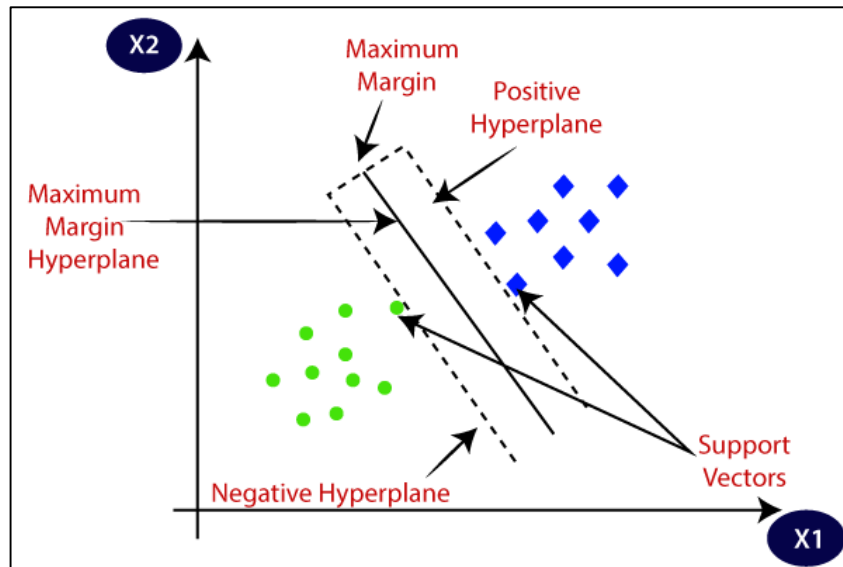 X2
Maximum
Margin
Positive
Hyperplane
Maximum
Margin
Hyperplane
Support
Vectors
Negative Hyperplane
X1